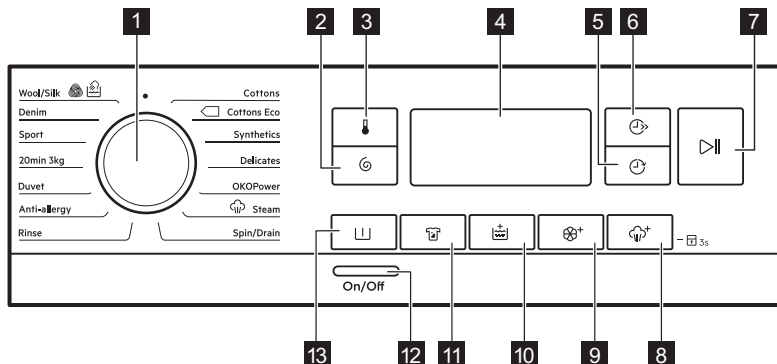 1
2
3
4
5
6
7
Wool/Silk
Denim
Sport
20min 3kg
Duvet
Anti-allergy
Rinse
Cottons
Cottons Eco
Synthetics
Delicates
OKOPower
Steam
Spin/Drain
3s
On/Off
13
12
11
10
9
8